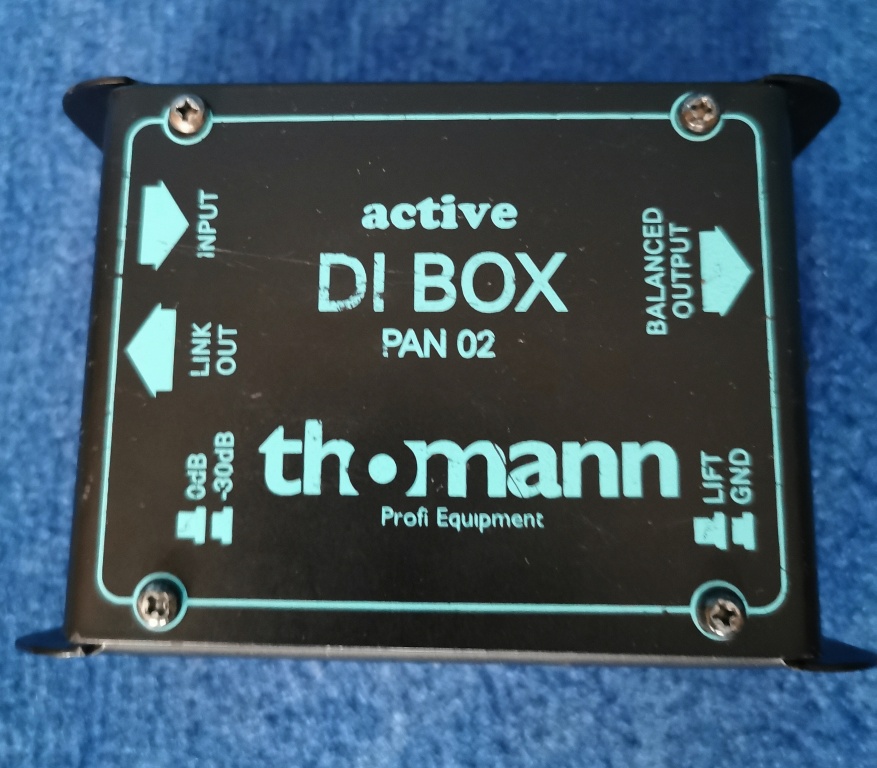 active
DI BOX
PAN 02
thomann
Profi Equipment
INPUT
LINK
OUT
0dB
-30dB
BALANCED
OUTPUT
LIFT
GND